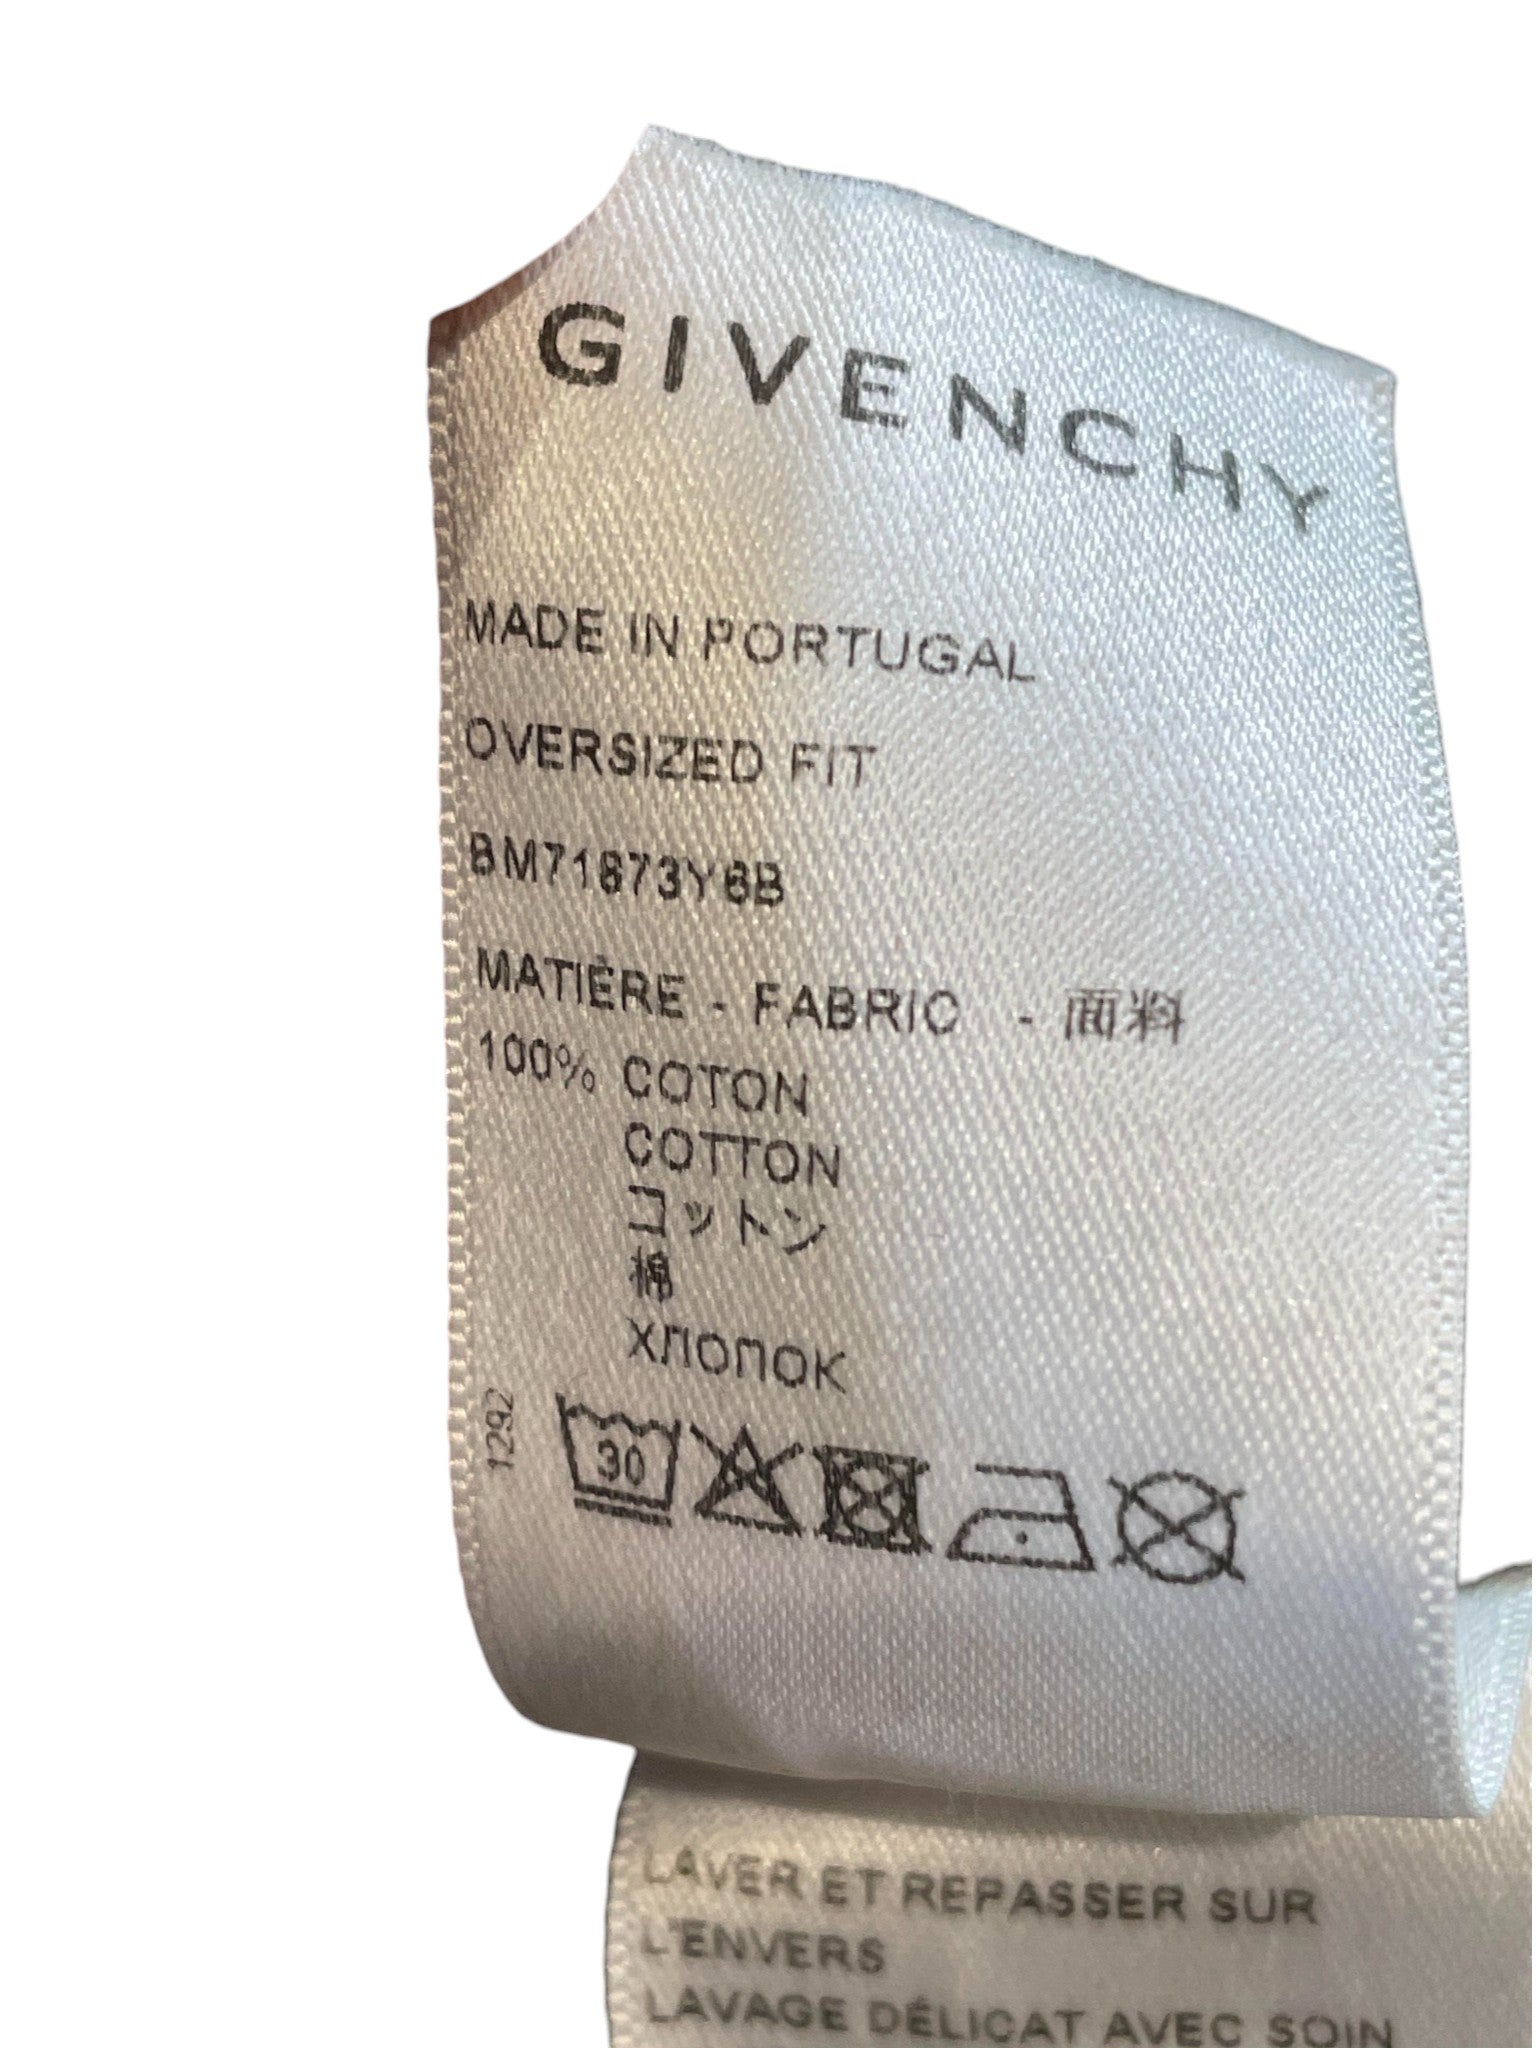 GIVENCHY
MADE IN PORTUGAL
OVERSIZED FIT
BM71873Y6B
MATIÈRE - FABRIC - 面料
100% COTON
COTTON
コットン
棉
ХЛОПОК
1292
30
LAVER ET REPASSER SUR
L'ENVERS
LAVAGE DÉLICAT AVEC SOIN